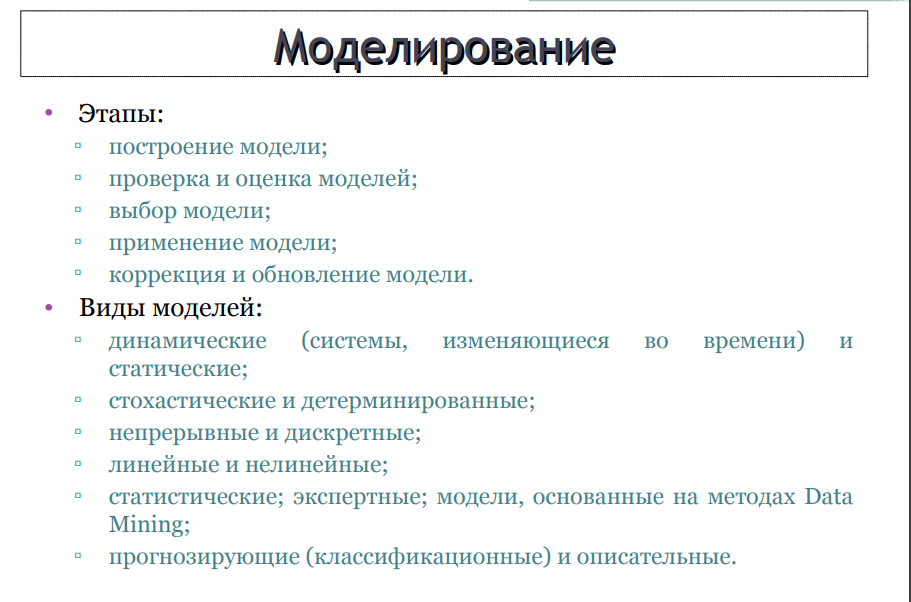 Моделирование
• Этапы:
▫ построение модели;
▫ проверка и оценка моделей;
▫ выбор модели;
▫ применение модели;
▫ коррекция и обновление модели.
• Виды моделей:
▫ динамические (системы, изменяющиеся во времени) и
статические;
▫ стохастические и детерминированные;
▫ непрерывные и дискретные;
▫ линейные и нелинейные;
▫ статистические; экспертные; модели, основанные на методах Data
Mining;
▫ прогнозирующие (классификационные) и описательные.